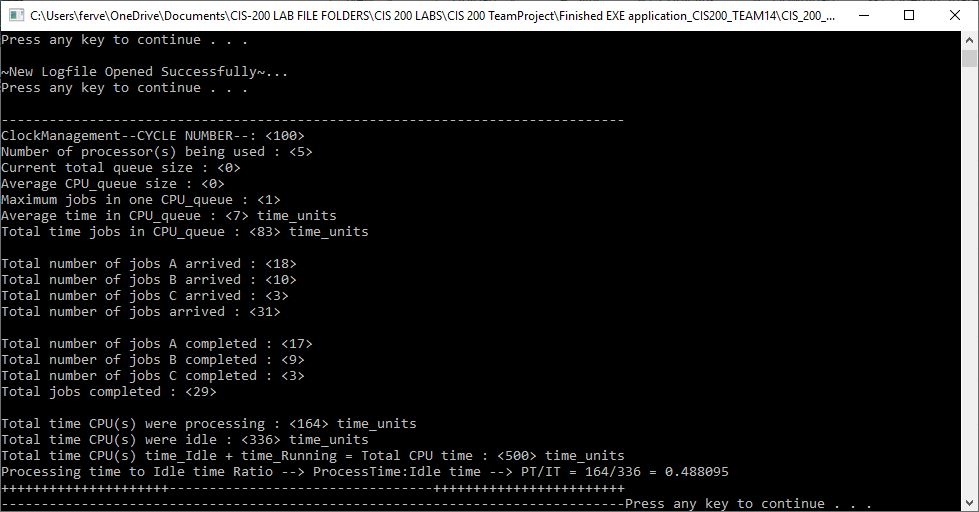 C:\Users\ferve\OneDrive\Documents\CIS-200 LAB FILE FOLDERS\CIS 200 LABS\CIS 200 TeamProject\Finished EXE application_CIS200_TEAM14\CIS_200_...
Press any key to continue . . .
~New Logfile Opened Successfully~...
Press any key to continue . . .
------------------------------------------------------------------------------
ClockManagement--CYCLE NUMBER--: <100>
Number of processor(s) being used : <5>
Current total queue size : <0>
Average CPU_queue size : <0>
Maximum jobs in one CPU_queue : <1>
Average time in CPU_queue : <7> time_units
Total time jobs in CPU_queue : <83> time_units
Total number of jobs A arrived : <18>
Total number of jobs B arrived : <10>
Total number of jobs C arrived : <3>
Total number of jobs arrived : <31>
Total number of jobs A completed : <17>
Total number of jobs B completed : <9>
Total number of jobs C completed : <3>
Total jobs completed : <29>
Total time CPU(s) were processing : <164> time_units
Total time CPU(s) were idle : <336> time_units
Total time CPU(s) time_Idle + time_Running = Total CPU time : <500> time_units
Processing time to Idle time Ratio --> ProcessTime:Idle time --> PT/IT = 164/336 = 0.488095
+++++++++++++++++++++---------------------------------++++++++++++++++++++++++
------------------------------------------------------------------------------Press any key to continue . . .